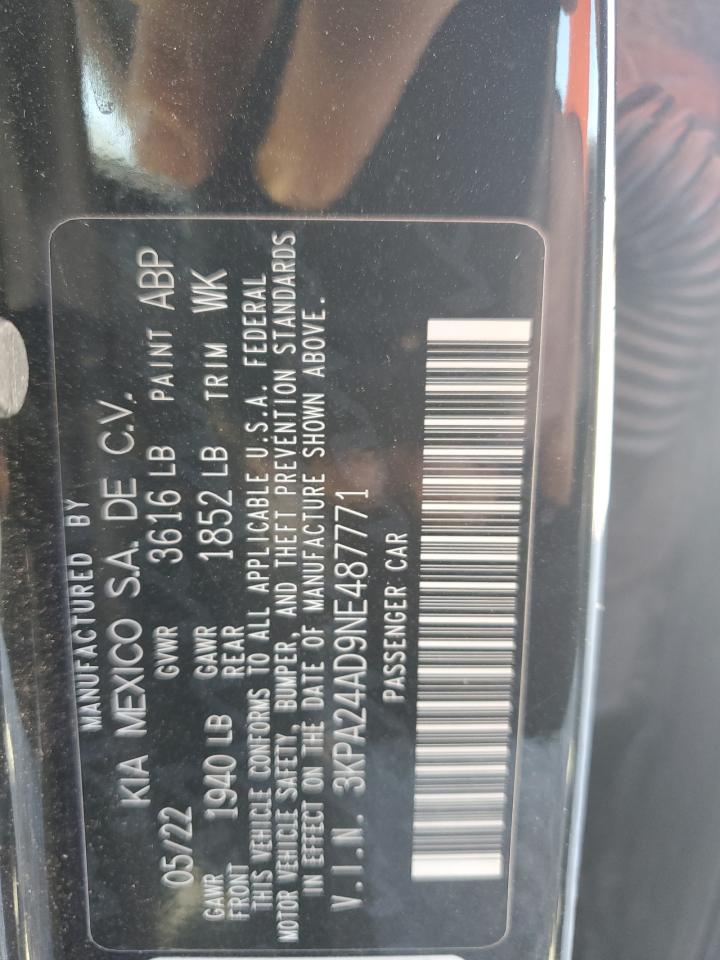 MANUFACTURED BY
KIA MEXICO S.A. DE C.V.
05/22 GVWR 3616 LB PAINT ABP
GAWR FRONT 1940 LB GAWR REAR 1852 LB TRIM WK
THIS VEHICLE CONFORMS TO ALL APPLICABLE U.S.A. FEDERAL
MOTOR VEHICLE SAFETY, BUMPER, AND THEFT PREVENTION STANDARDS
IN EFFECT ON THE DATE OF MANUFACTURE SHOWN ABOVE.
V.I.N. 3KPA24AD9NE487771
PASSENGER CAR